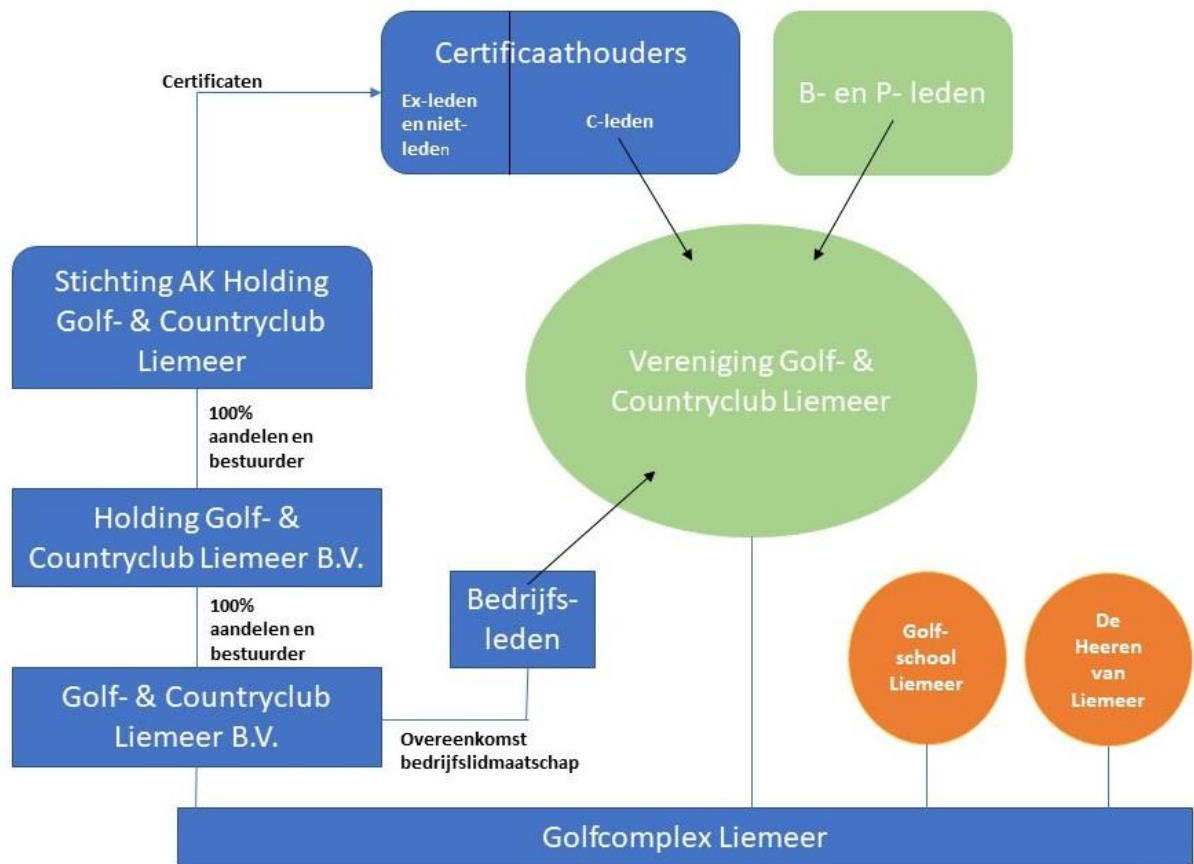 Certificaathouders
B- en P- leden
Certificaten
Ex-leden
en niet-
leden
C-leden
Stichting AK Holding
Golf- & Countryclub
Liemeer
Vereniging Golf- &
Countryclub Liemeer
100%
aandelen en
bestuurder
Holding Golf- &
Countryclub Liemeer B.V.
100%
aandelen en
bestuurder
Bedrijfs-
leden
Golf-
school
Liemeer
De
Heeren
van
Liemeer
Golf- & Countryclub
Liemeer B.V.
Overeenkomst
bedrijfslidmaatschap
Golfcomplex Liemeer